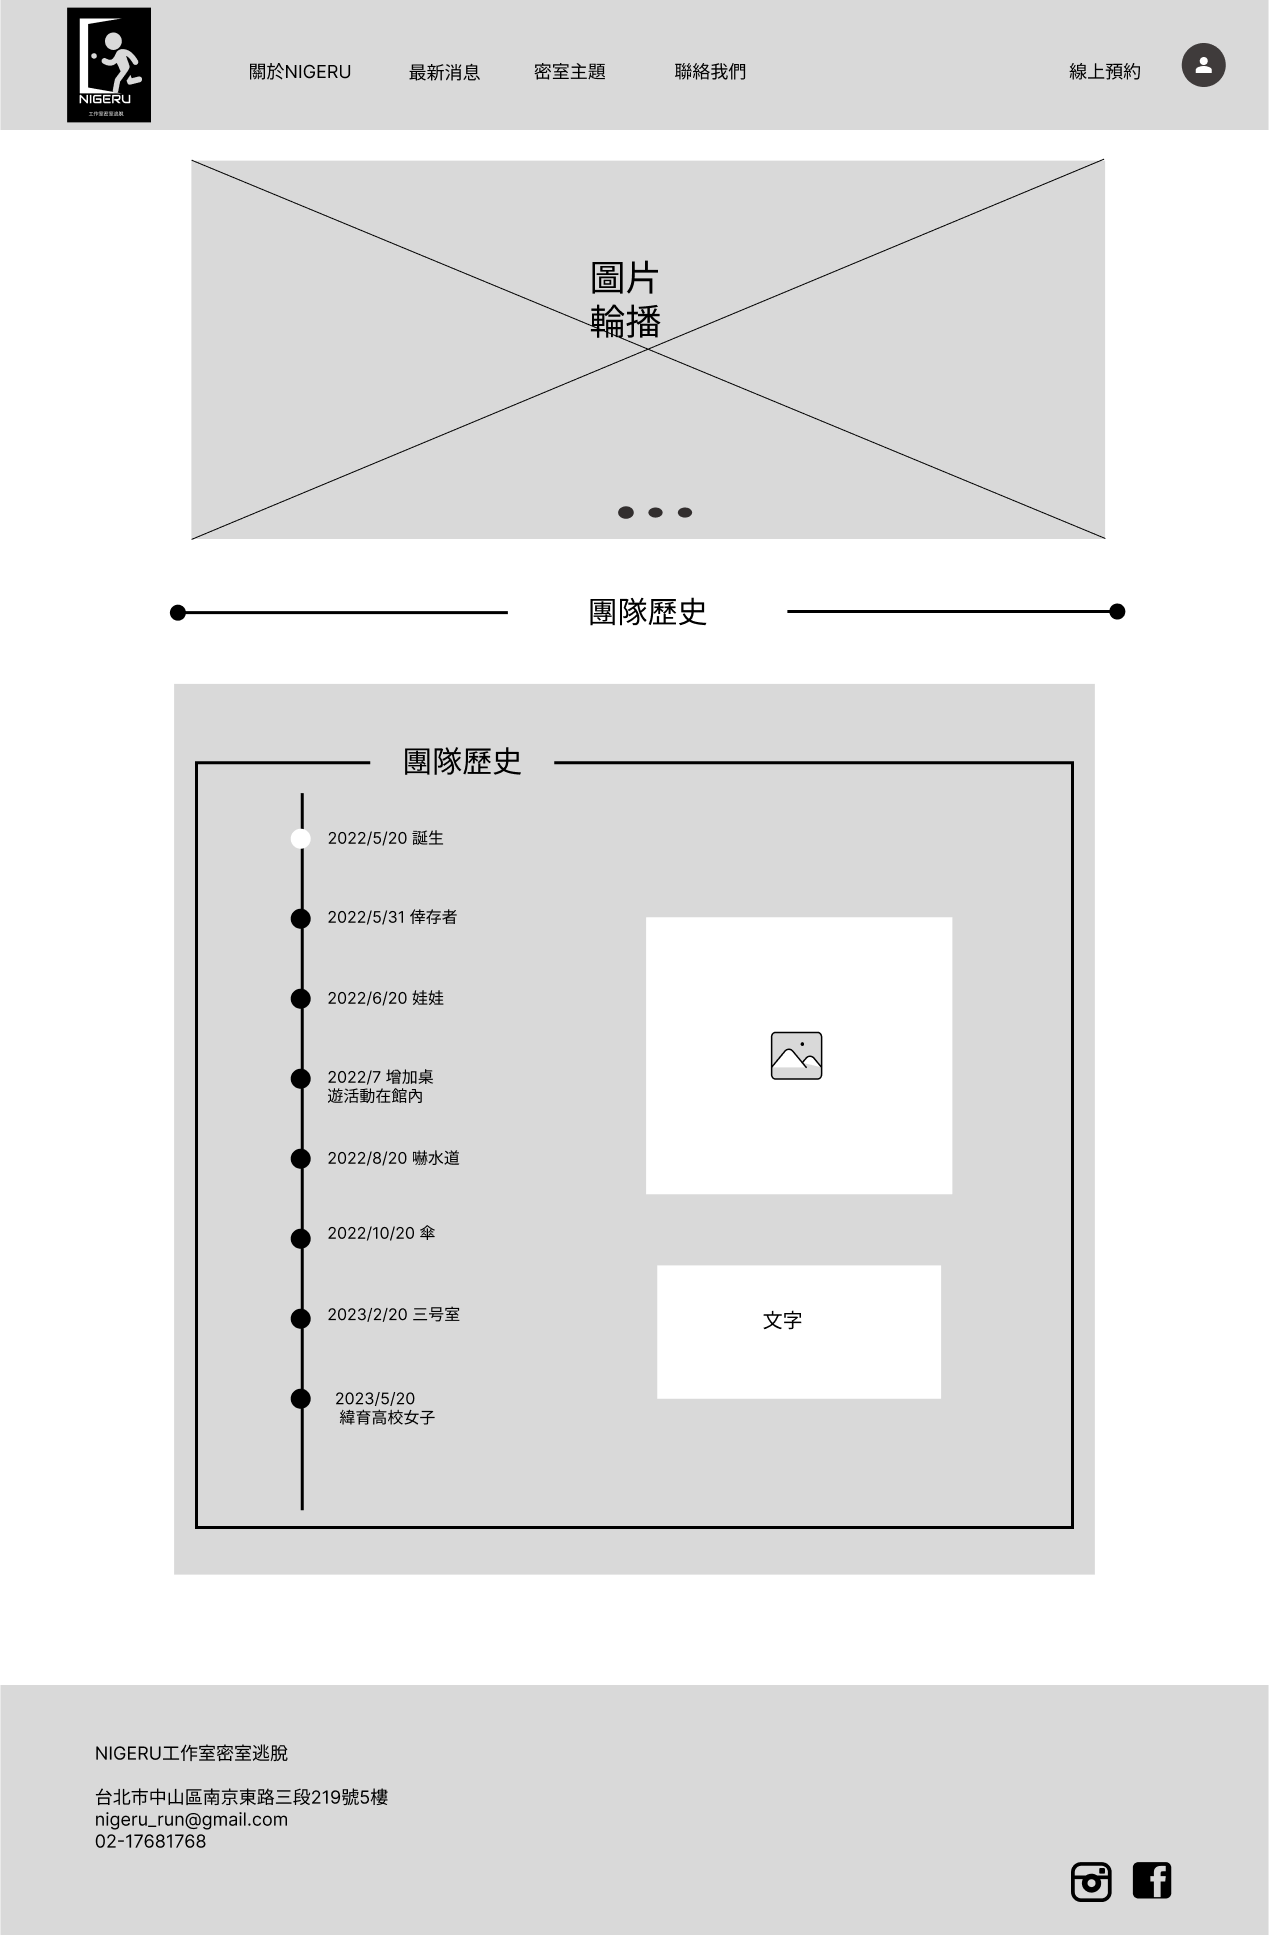 NIGERU
工作室密室逃脫
關於NIGERU
最新消息
密室主題
聯絡我們
線上預約
圖片
輪播
團隊歷史
團隊歷史
2022/5/20 誕生
2022/5/31 倖存者
2022/6/20 娃娃
2022/7 增加桌
遊活動在館內
2022/8/20 嚇水道
2022/10/20 傘
2023/2/20 三号室
2023/5/20
緯育高校女子
文字
NIGERU工作室密室逃脫
台北市中山區南京東路三段219號5樓
nigeru_run@gmail.com
02-17681768